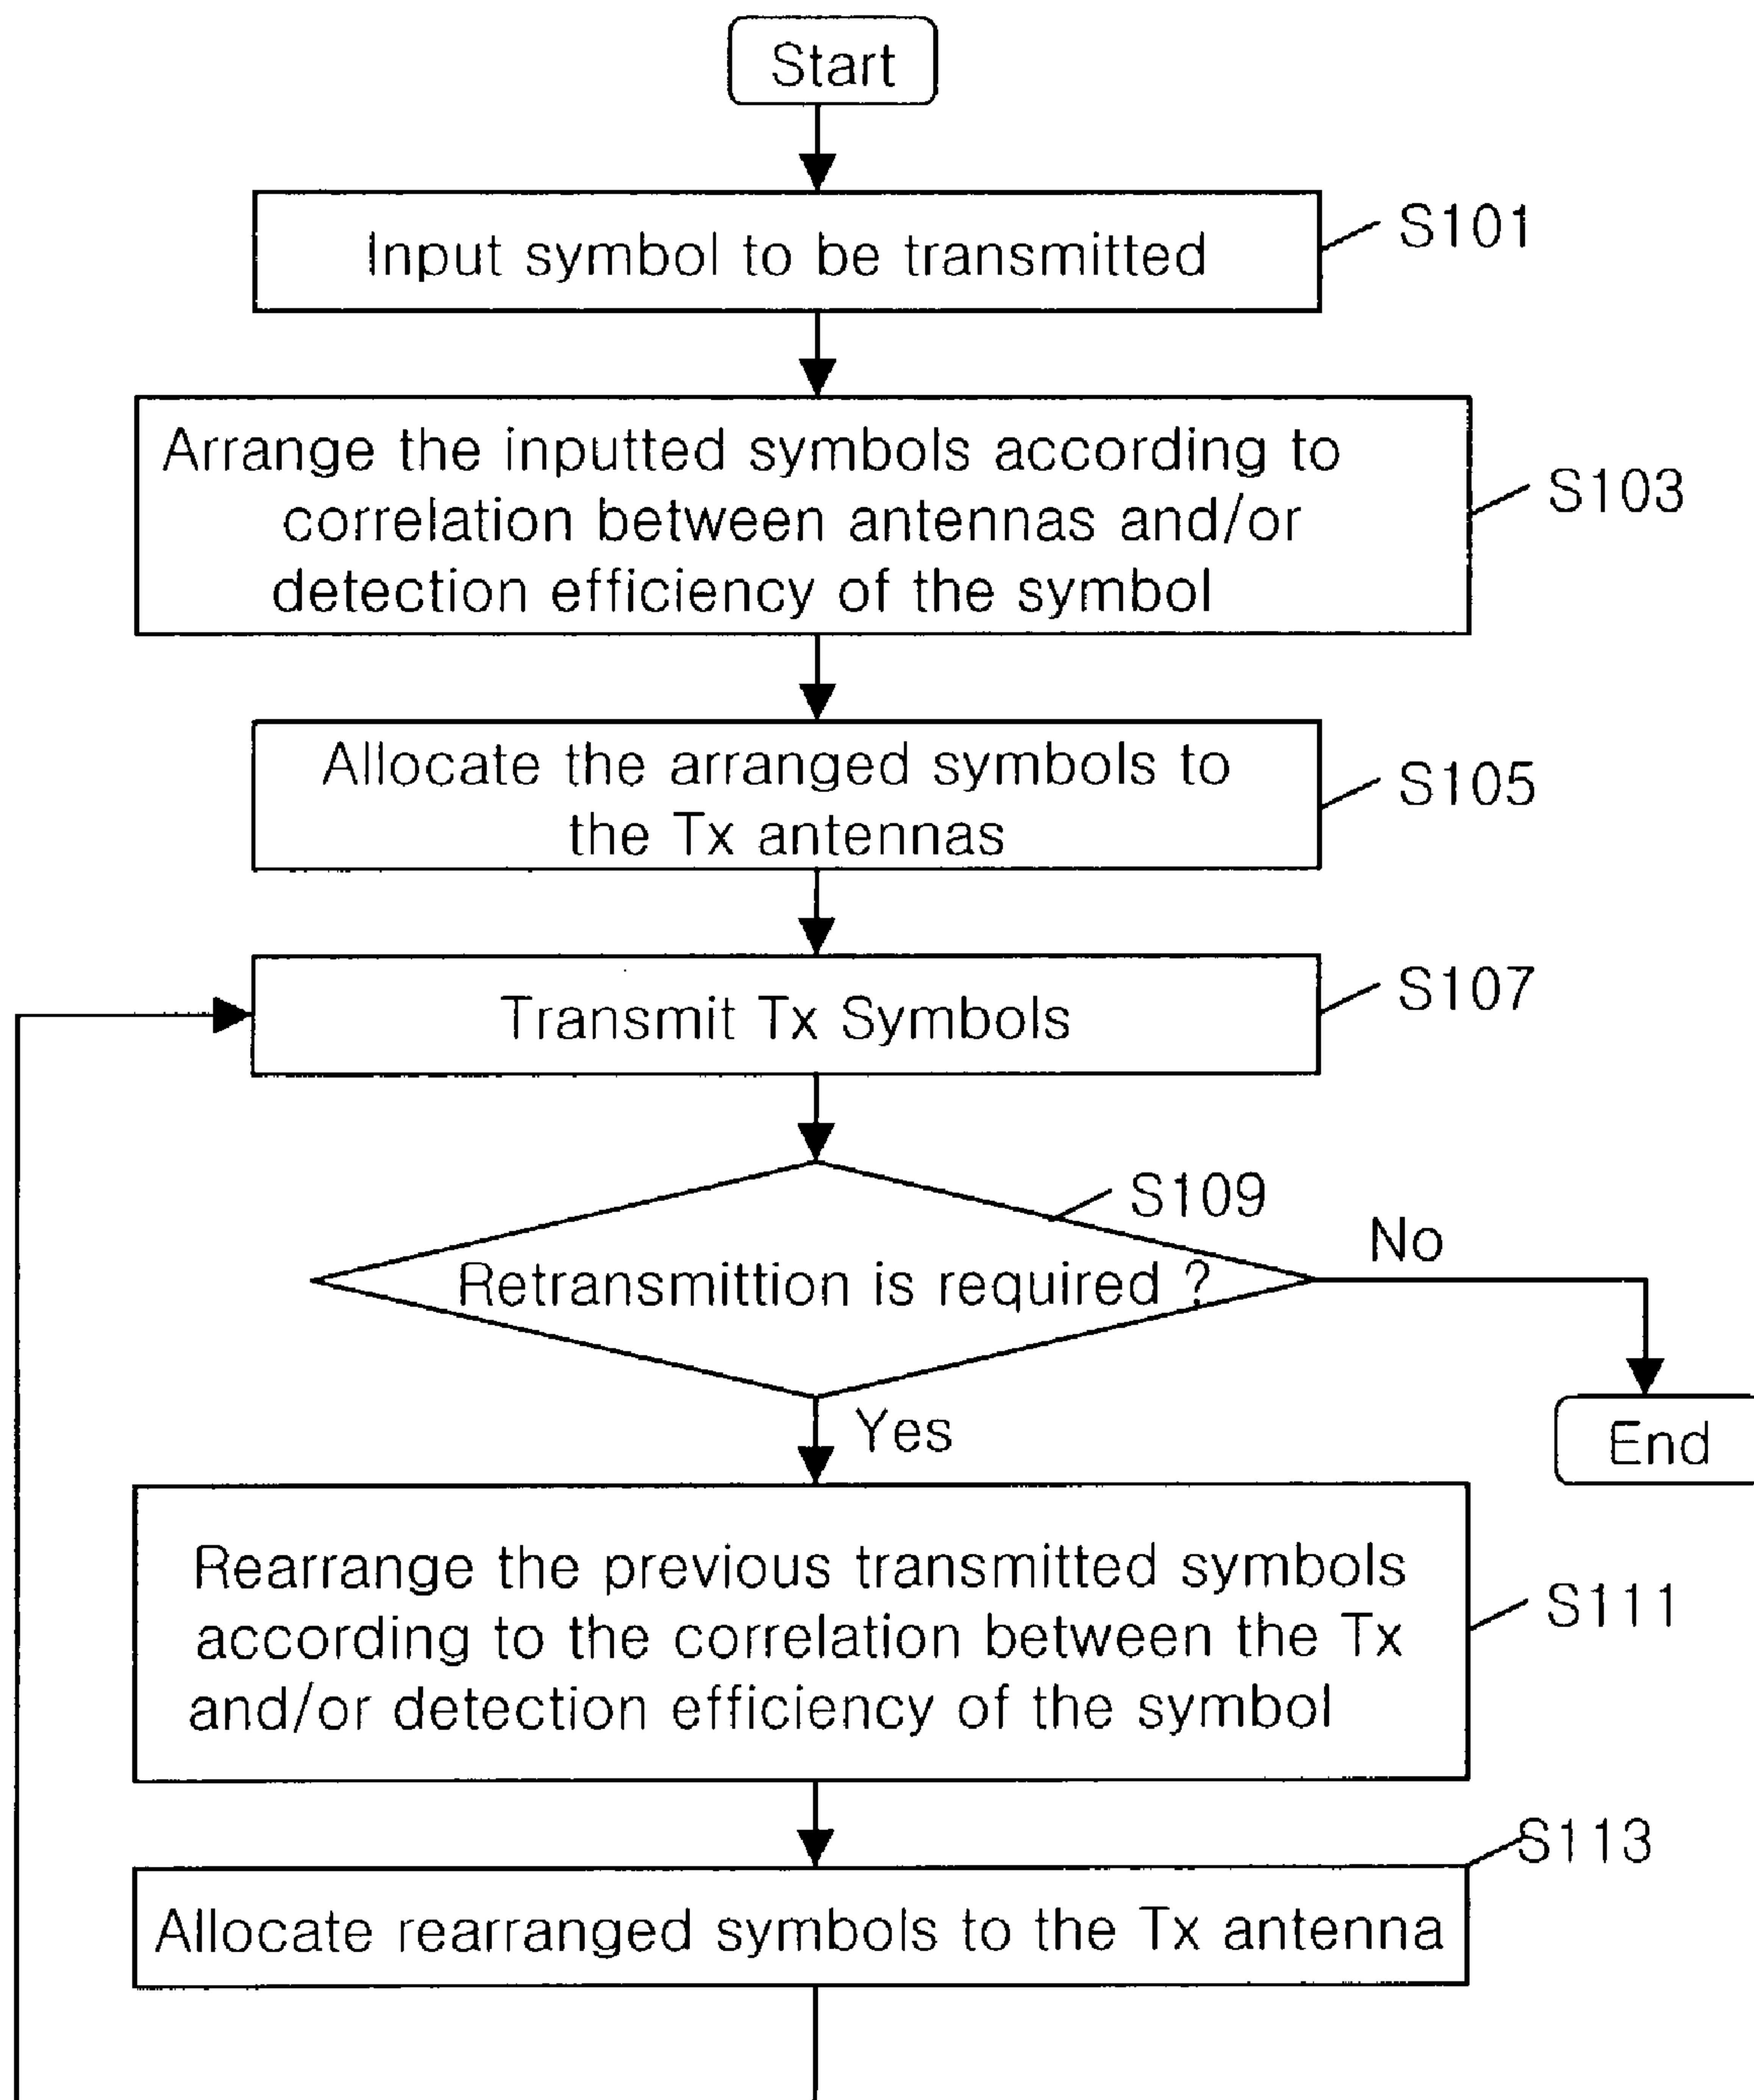 Start
Input symbol to be transmitted
S101
Arrange the inputted symbols according to
correlation between antennas and/or
detection efficiency of the symbol
S103
Allocate the arranged symbols to
the Tx antennas
S105
Transmit Tx Symbols
S107
S109
Retransmittion is required ?
No
Yes
End
Rearrange the previous transmitted symbols
according to the correlation between the Tx
and/or detection efficiency of the symbol
S111
S113
Allocate rearranged symbols to the Tx antenna